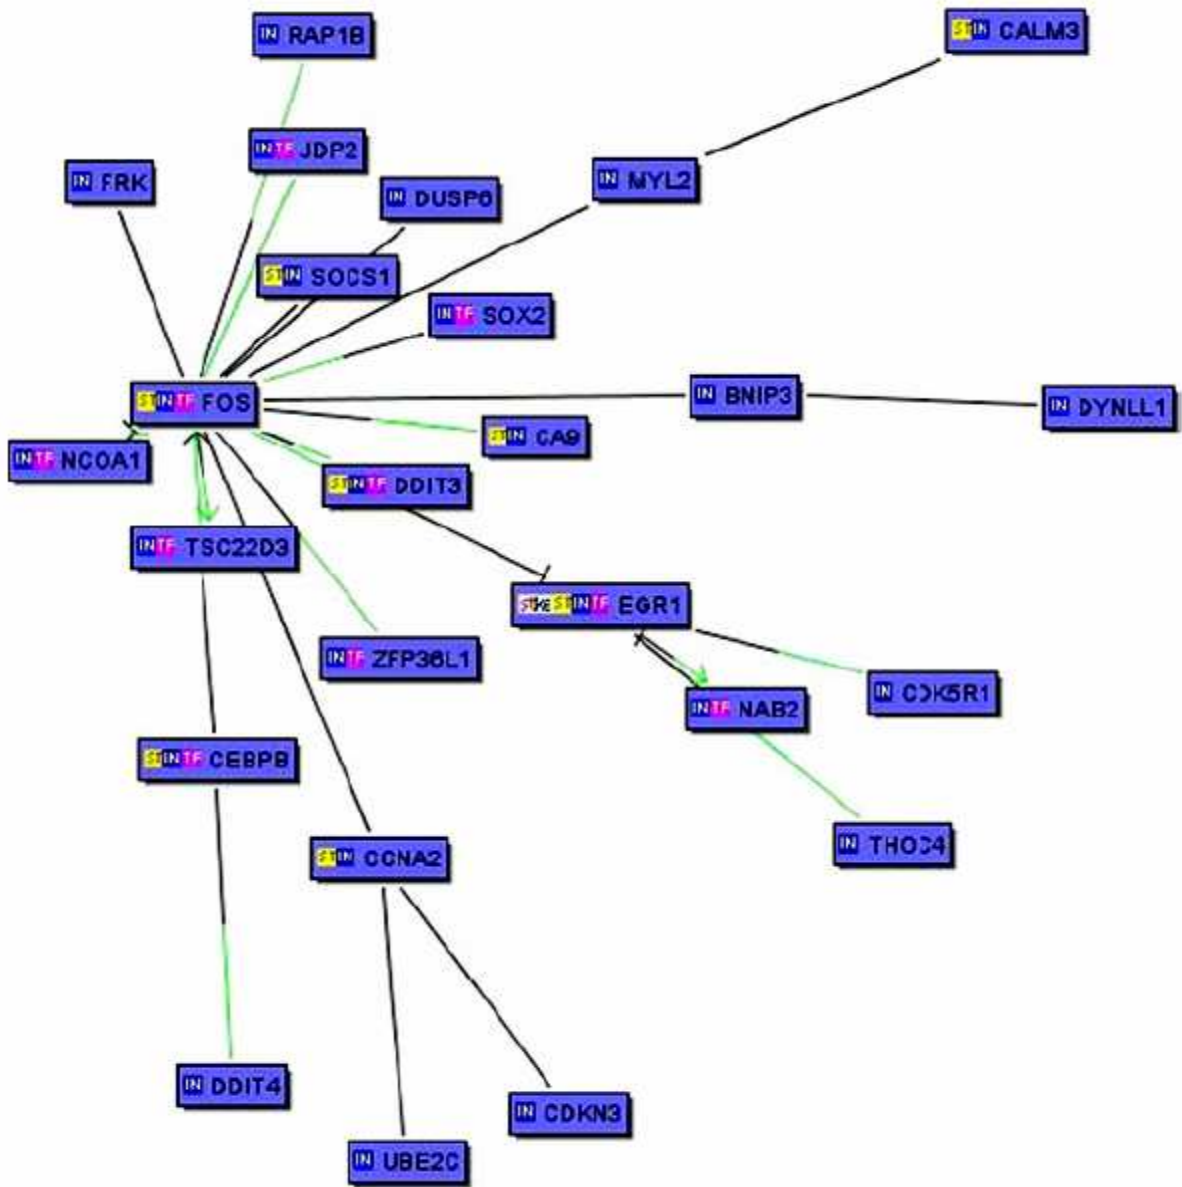 IN RAP1B
ST IN CALM3
IN TF JDP2
IN FRK
IN DUSP6
IN MYL2
ST IN SOCS1
IN TF SOX2
ST IN TF FOS
IN BNIP3
IN DYNLL1
ST IN CA9
IN TF NCOA1
ST IN TF DDIT3
IN TF TSC22D3
ST IN TF EGR1
IN TF ZFP36L1
IN CDK5R1
IN TF NAB2
ST IN TF CEBPB
IN THOC4
ST IN CCNA2
IN DDIT4
IN CDKN3
IN UBE2C